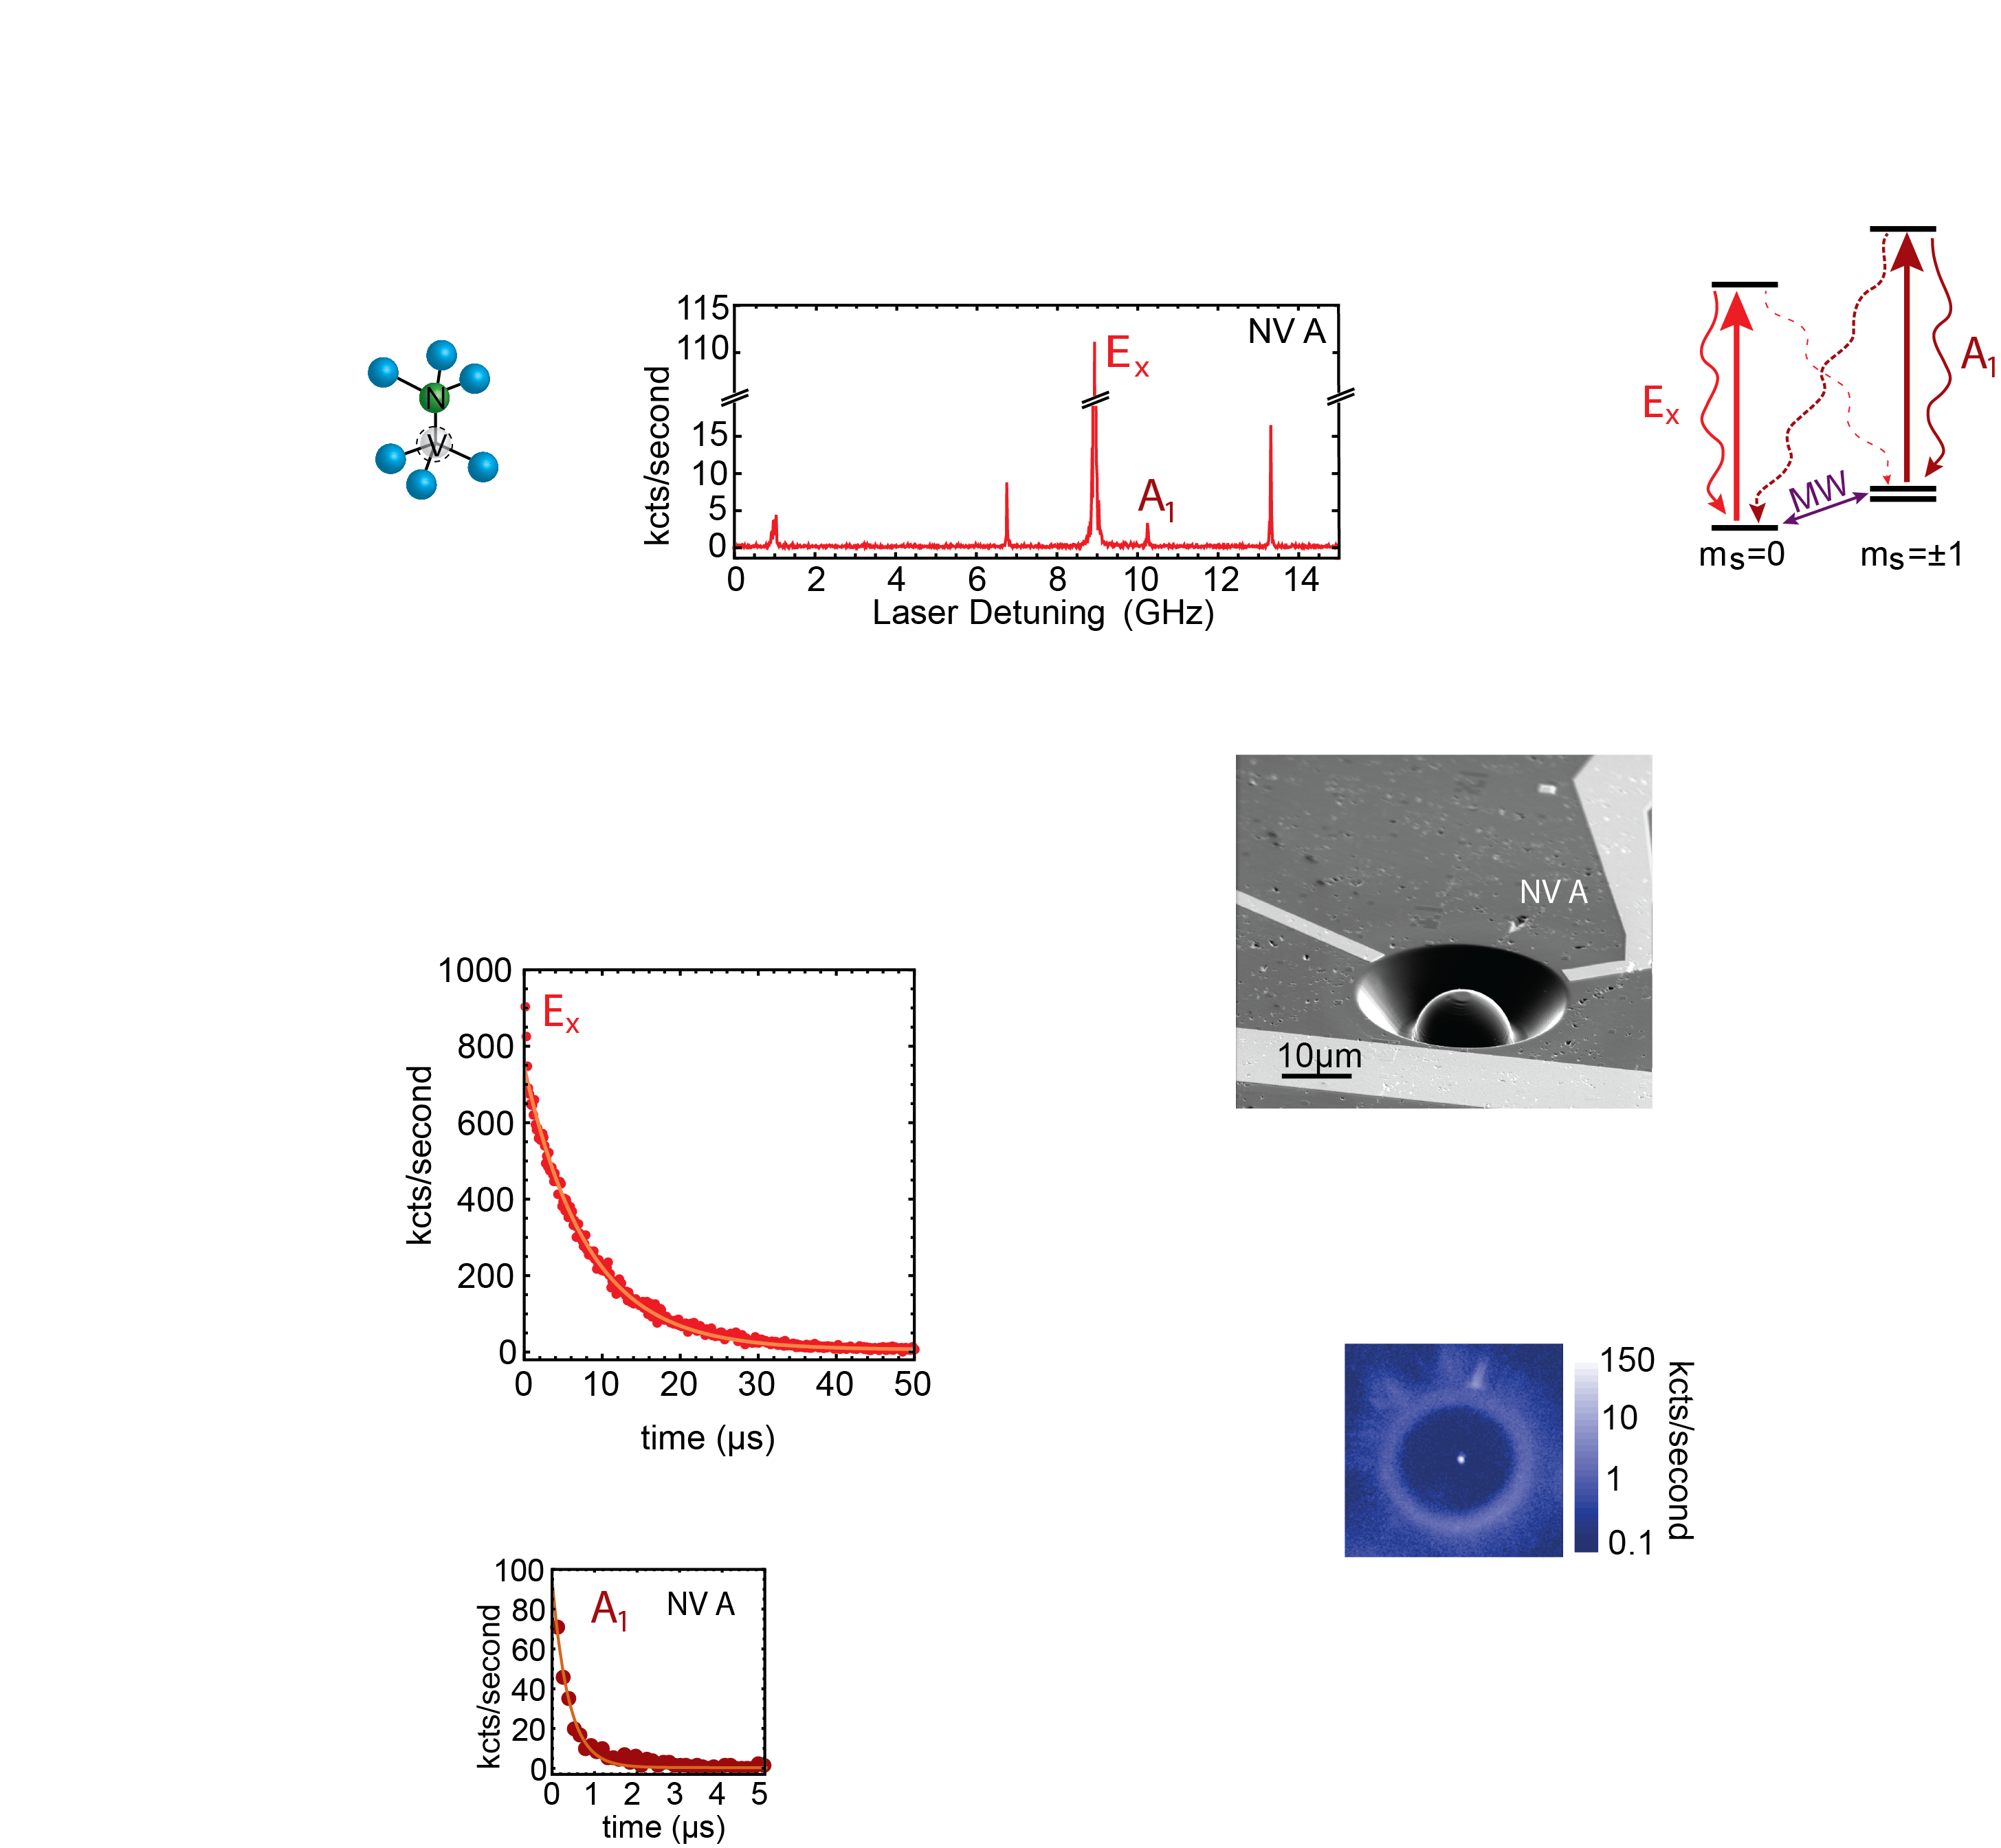 N
V
115
110
15
10
5
0
kcts/second
NV A
Ex
A1
0 2 4 6 8 10 12 14
Laser Detuning (GHz)
Ex
A1
MW
ms=0
ms=±1
NV A
10µm
1000
800
600
400
200
0
kcts/second
Ex
0 10 20 30 40 50
time (µs)
150
10
1
0.1
kcts/second
100
80
60
40
20
0
kcts/second
A1
NV A
0 1 2 3 4 5
time (µs)